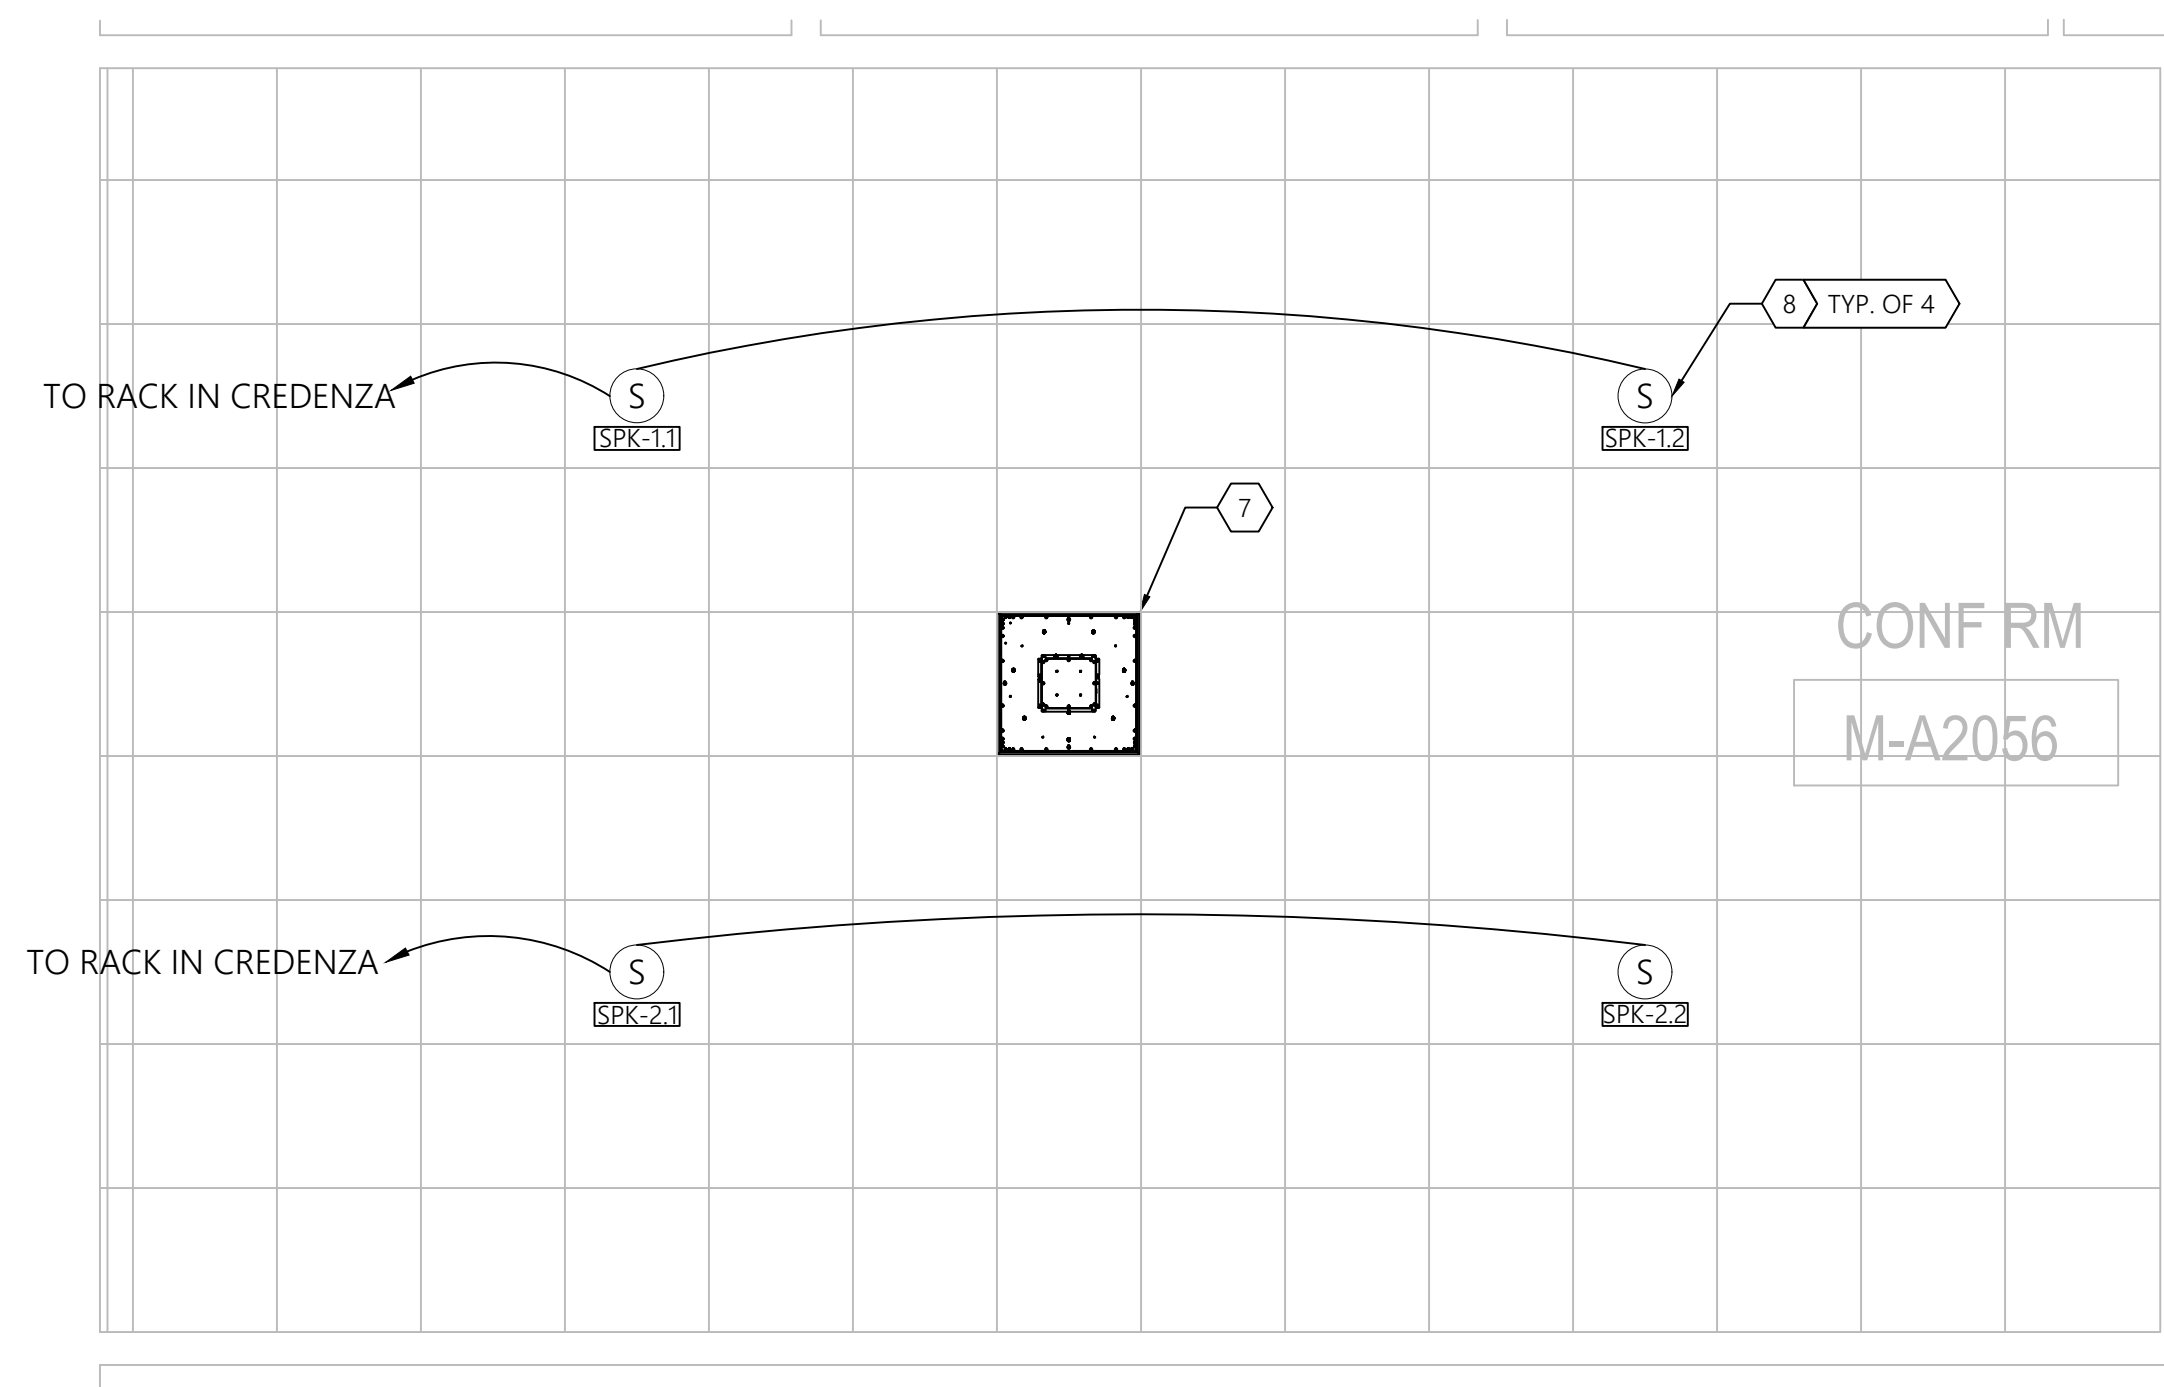 8 TYP. OF 4
TO RACK IN CREDENZA
S
S
SPK-1.1
SPK-1.2
7
CONF RM
M-A2056
TO RACK IN CREDENZA
S
S
SPK-2.1
SPK-2.2